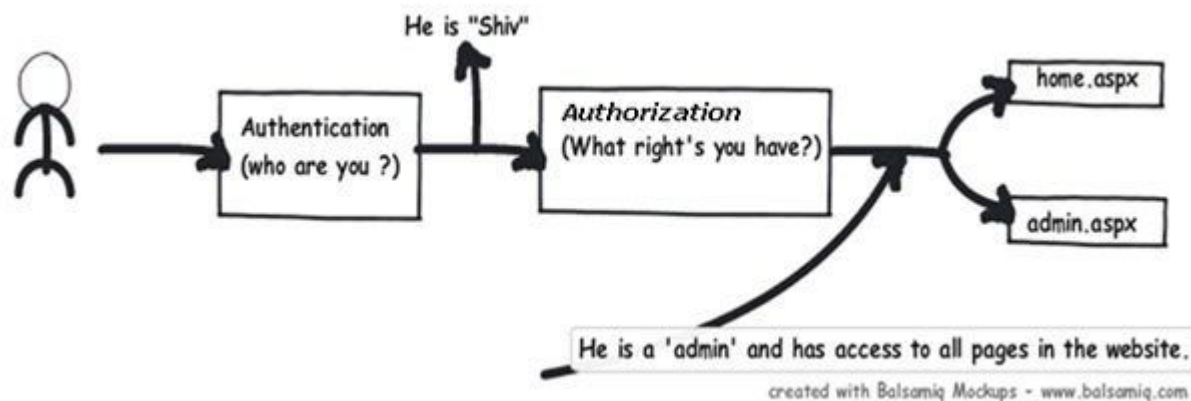 He is "Shiv"
Authentication
(who are you ?)
Authorization
(What right's you have?)
home.aspx
admin.aspx
He is a 'admin' and has access to all pages in the website.
created with Balsamiq Mockups - www.balsamiq.com